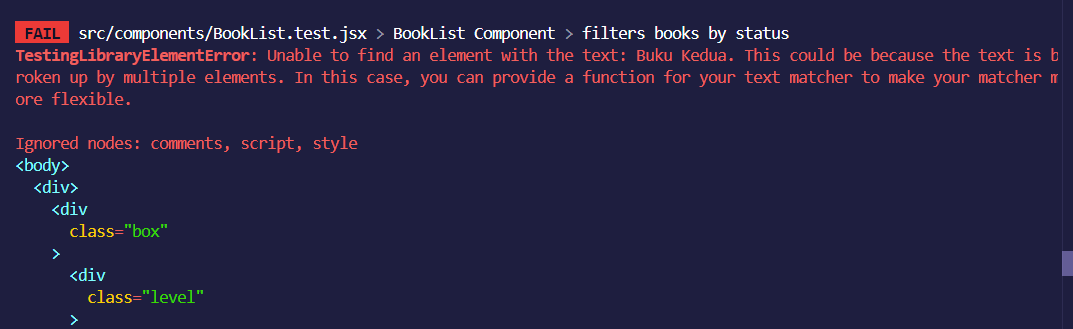 FAIL src/components/BookList.test.jsx > BookList Component > filters books by status
TestingLibraryElementError: Unable to find an element with the text: Buku Kedua. This could be because the text is b
roken up by multiple elements. In this case, you can provide a function for your text matcher to make your matcher m
ore flexible.
Ignored nodes: comments, script, style
<body>
  <div>
    <div
      class="box"
    >
      <div
        class="level"
      >